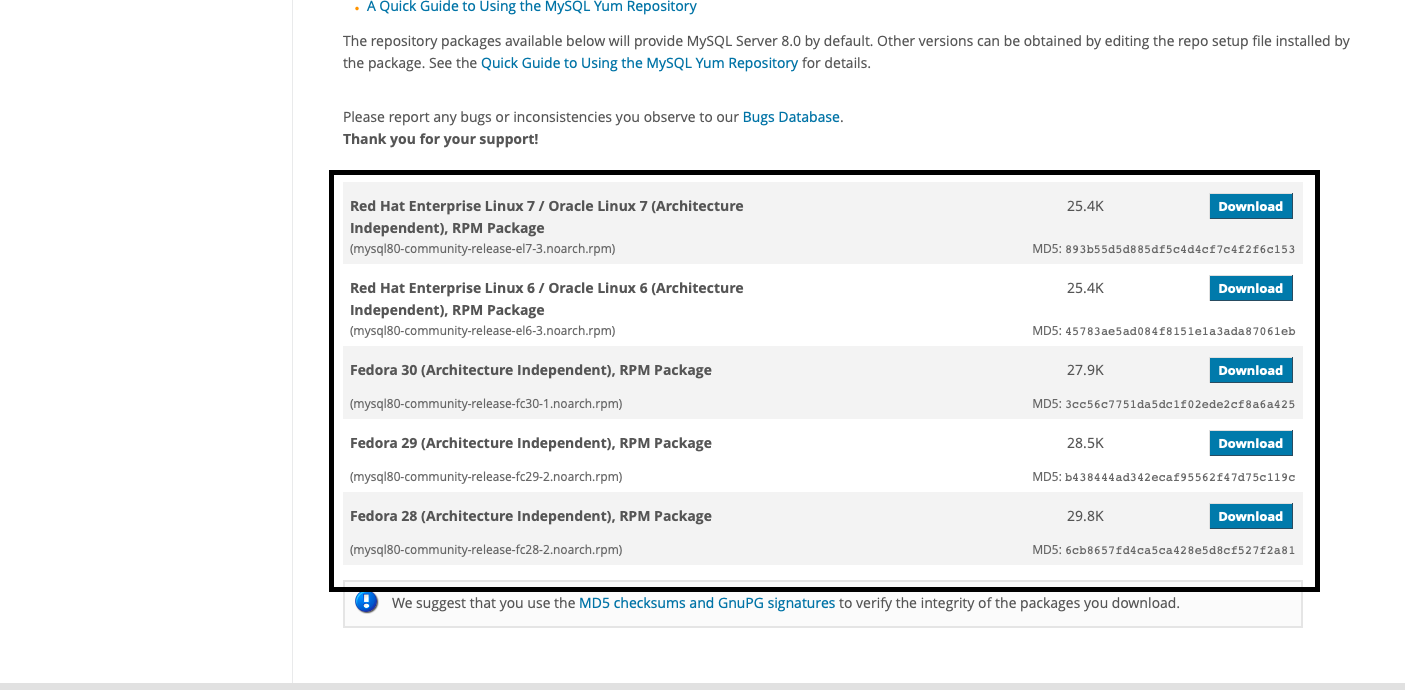 A Quick Guide to Using the MySQL Yum Repository
The repository packages available below will provide MySQL Server 8.0 by default. Other versions can be obtained by editing the repo setup file installed by
the package. See the Quick Guide to Using the MySQL Yum Repository for details.
Please report any bugs or inconsistencies you observe to our Bugs Database.
Thank you for your support!
Red Hat Enterprise Linux 7 / Oracle Linux 7 (Architecture 25.4K Download
Independent), RPM Package
(mysql80-community-release-el7-3.noarch.rpm) MD5: 893b55d5d885df5c4d4cf7c4f2f6c153
Red Hat Enterprise Linux 6 / Oracle Linux 6 (Architecture 25.4K Download
Independent), RPM Package
(mysql80-community-release-el6-3.noarch.rpm) MD5: 45783ae5ad084f8151e1a3ada87061eb
Fedora 30 (Architecture Independent), RPM Package 27.9K Download
(mysql80-community-release-fc30-1.noarch.rpm) MD5: 3cc56c7751da5dc1f02ede2cf8a6a425
Fedora 29 (Architecture Independent), RPM Package 28.5K Download
(mysql80-community-release-fc29-2.noarch.rpm) MD5: b438444ad342ecaf95562f47d75c119c
Fedora 28 (Architecture Independent), RPM Package 29.8K Download
(mysql80-community-release-fc28-2.noarch.rpm) MD5: 6cb8657fd4ca5ca428e5d8cf527f2a81
We suggest that you use the MD5 checksums and GnuPG signatures to verify the integrity of the packages you download.